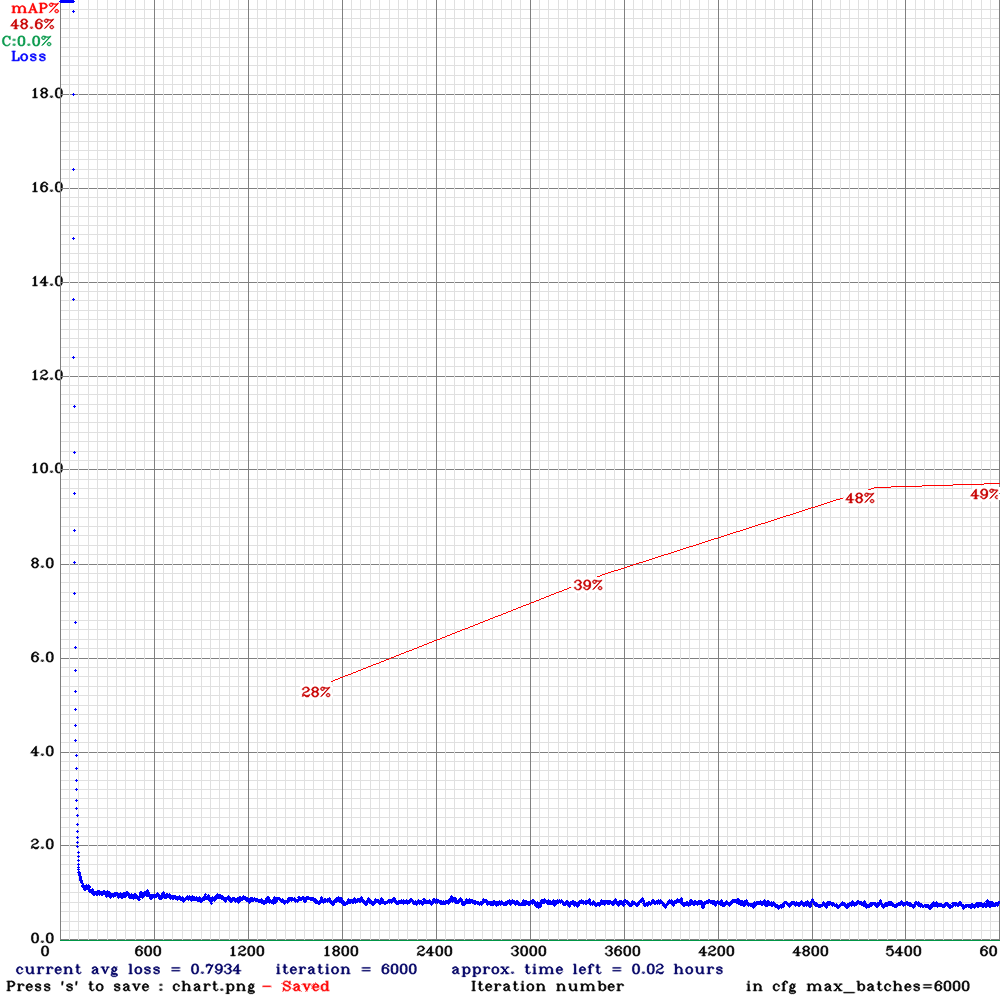 mAP%
48.6%
C:0.0%
Loss
18.0
16.0
14.0
12.0
10.0
8.0
6.0
4.0
2.0
0.0
28%
39%
48%
49%
0 600 1200 1800 2400 3000 3600 4200 4800 5400 60
current avg loss = 0.7934 iteration = 6000 approx. time left = 0.02 hours
Press 's' to save : chart.png - Saved Iteration number in cfg max_batches=6000